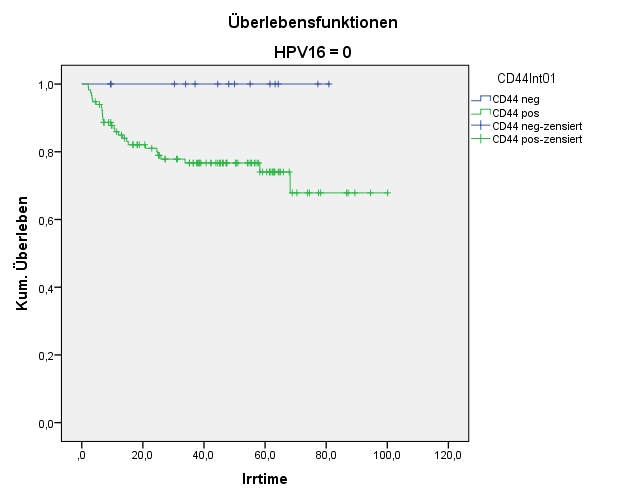 Überlebensfunktionen
HPV16 = 0
CD44Int01
CD44 neg
CD44 pos
CD44 neg-zensiert
CD44 pos-zensiert
Kum. Überleben
1,0
0,8
0,6
0,4
0,2
0,0
,0 20,0 40,0 60,0 80,0 100,0 120,0
Irrtime